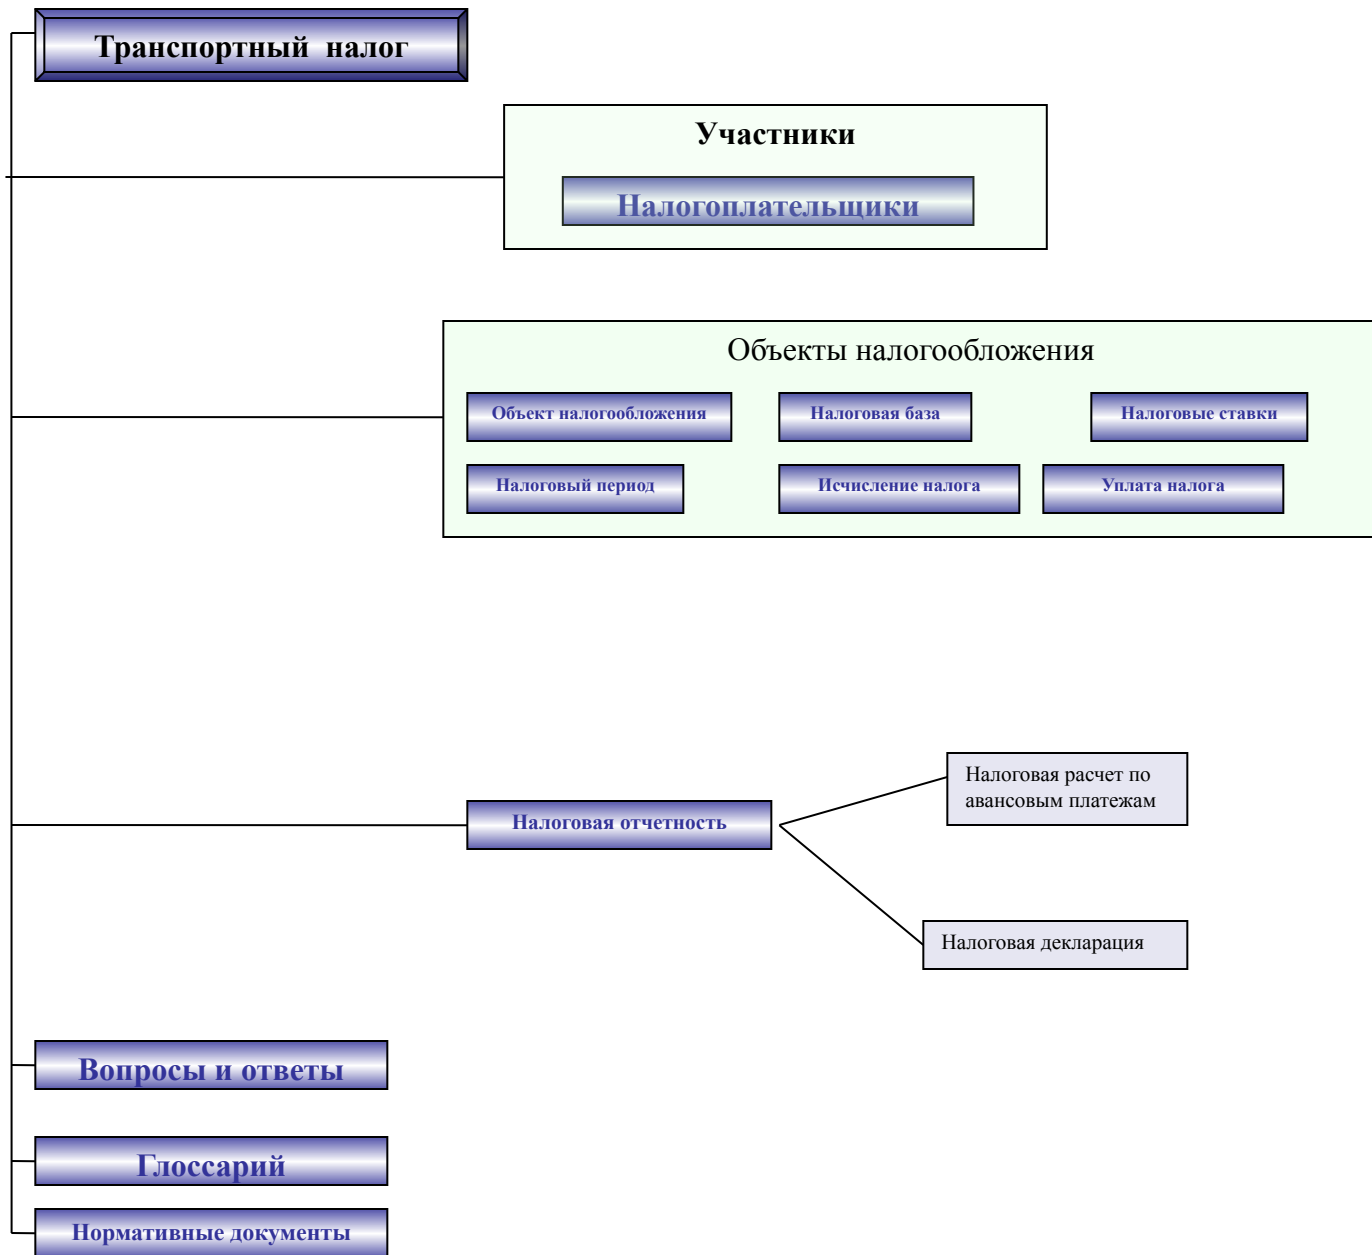 Транспортный налог
Участники
Налогоплательщики
Объекты налогообложения
Объект налогообложения
Налоговая база
Налоговые ставки
Налоговый период
Исчисление налога
Уплата налога
Налоговая расчет по
авансовым платежам
Налоговая отчетность
Налоговая декларация
Вопросы и ответы
Глоссарий
Нормативные документы